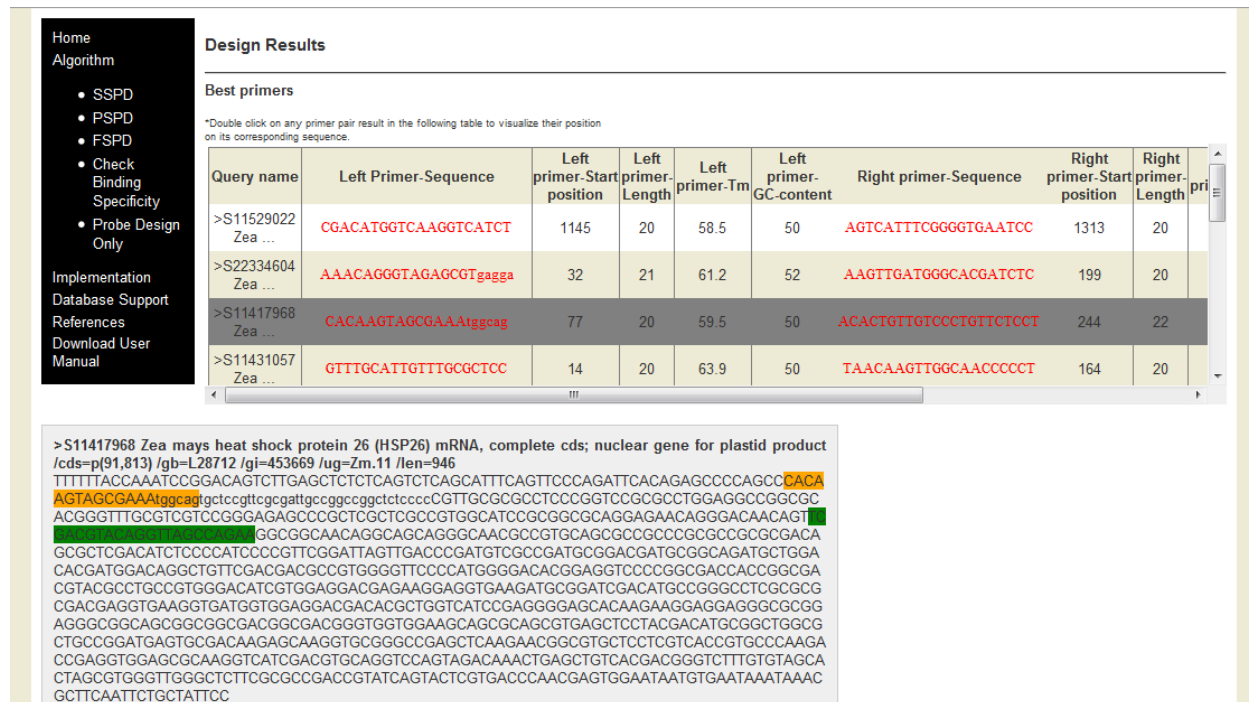 Home
Algorithm
SSPD
PSPD
FSPD
Check
Binding
Specificity
Probe Design
Only
Implementation
Database Support
References
Download User
Manual
Design Results
Best primers
*Double click on any primer pair result in the following table to visualize their position
on its corresponding sequence.
Query name Left Primer-Sequence Left primer-Start position Left primer-Length Left primer-Tm Left primer-GC-content Right primer-Sequence Right primer-Start position Right primer-Length pri
>S11529022 Zea ... CGACATGGTCAAGGTCATCT 1145 20 58.5 50 AGTCATTTCGGGGTGAATCC 1313 20
>S22334604 Zea ... AAACAGGGTAGAGCGTgagga 32 21 61.2 52 AAGTTGATGGGCACGATCTC 199 20
>S11417968 Zea ... CACAAGTAGCGAAAtggcag 77 20 59.5 50 ACACTGTTGTCCCTGTTCTCCT 244 22
>S11431057 Zea ... GTTTGCATTGTTTGCGCTCC 14 20 63.9 50 TAACAAGTTGGCAACCCCCT 164 20
>S11417968 Zea mays heat shock protein 26 (HSP26) mRNA, complete cds; nuclear gene for plastid product
/cds=p(91,813) /gb=L28712 /gi=453669 /ug=Zm.11 /len=946
TTTTTTACCAAATCCGGACAGTCTTGAGCTCTCTCAGTCTCAGCATTTCAGTTCCCAGATTCACAGAGCCCCAGCCCACA
AGTAGCGAAAtggcagtgctccgttcgcgattgccggccggctctccccCGTTGCGCGCCTCCCGGTCCGCGCCTGGAGGCCGGCGC
ACGGGTTTGCGTCGTCCGGGAGAGCCCGCTCGCTCGCCGTGGCATCCGCGGCGCAGGAGAACAGGGACAACAGTTC
GACGTACAGGTTAGCCAGAAGGCGGCAACAGGCAGCAGGGCAACGCCGTGCAGCGCCGCCCGCGCCGCGCGACA
GCGCTCGACATCTCCCCATCCCCGTTCGGATTAGTTGACCCGATGTCGCCGATGCGGACGATGCGGCAGATGCTGGA
CACGATGGACAGGCTGTTCGACGACGCCGTGGGGTTCCCCATGGGGACACGGAGGTCCCCGGCGACCACCGGCGA
CGTACGCCTGCCGTGGGACATCGTGGAGGACGAGAAGGAGGTGAAGATGCGGATCGACATGCCGGGCCTCGCGCG
CGACGAGGTGAAGGTGATGGTGGAGGACGACACGCTGGTCATCCGAGGGGAGCACAAGAAGGAGGAGGGCGCGG
AGGGCGGCAGCGGCGGCGACGGCGACGGGTGGTGGAAGCAGCGCAGCGTGAGCTCCTACGACATGCGGCTGGCG
CTGCCGGATGAGTGCGACAAGAGCAAGGTGCGGGCCGAGCTCAAGAACGGCGTGCTCCTCGTCACCGTGCCCAAGA
CCGAGGTGGAGCGCAAGGTCATCGACGTGCAGGTCCAGTAGACAAACTGAGCTGTCACGACGGGTCTTTGTGTAGCA
CTAGCGTGGGTTGGGCTCTTCGCGCCGACCGTATCAGTACTCGTGACCCAACGAGTGGAATAATGTGAATAAATAAAC
GCTTCAATTCTGCTATTCC